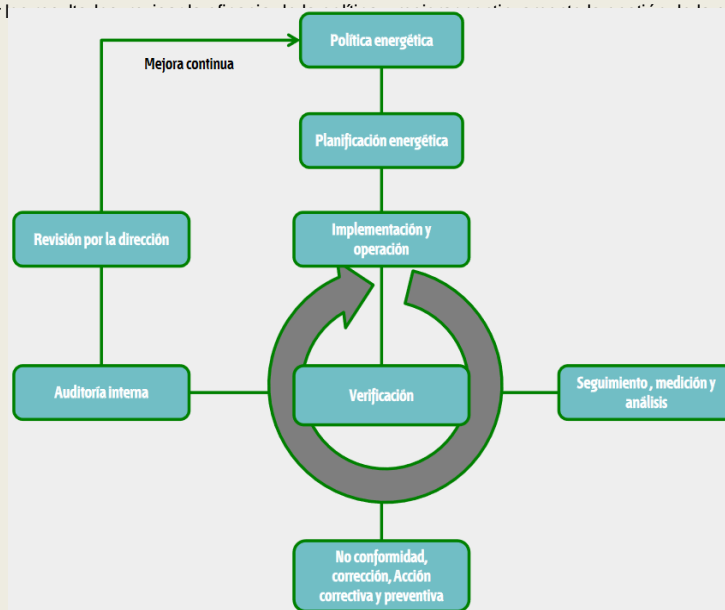 Política energética
Mejora continua
Planificación energética
Revisión por la dirección
Implementación y
operación
Auditoría interna
Verificación
Seguimiento , medición y
análisis
No conformidad,
corrección, Acción
correctiva y preventiva